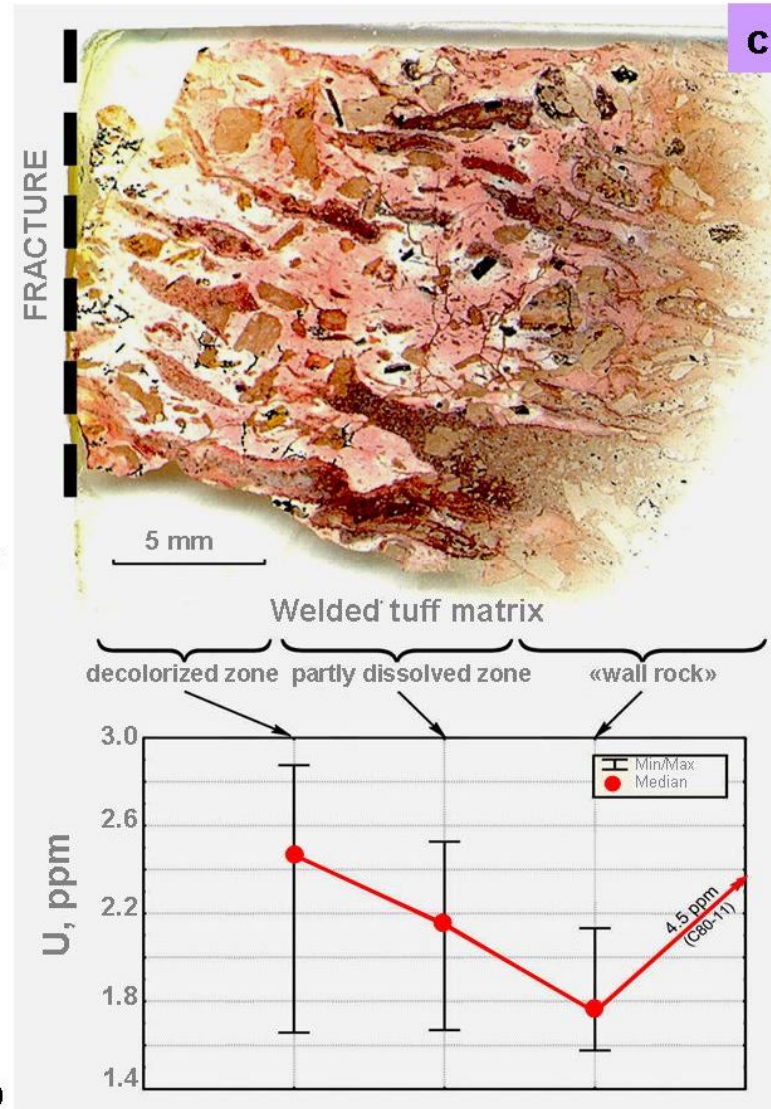 c
FRACTURE
5 mm
Welded tuff matrix
decolorized zone partly dissolved zone «wall rock»
3.0
2.6
2.2
1.8
1.4
U, ppm
Min/Max
Median
4.5 ppm
(C80-11)